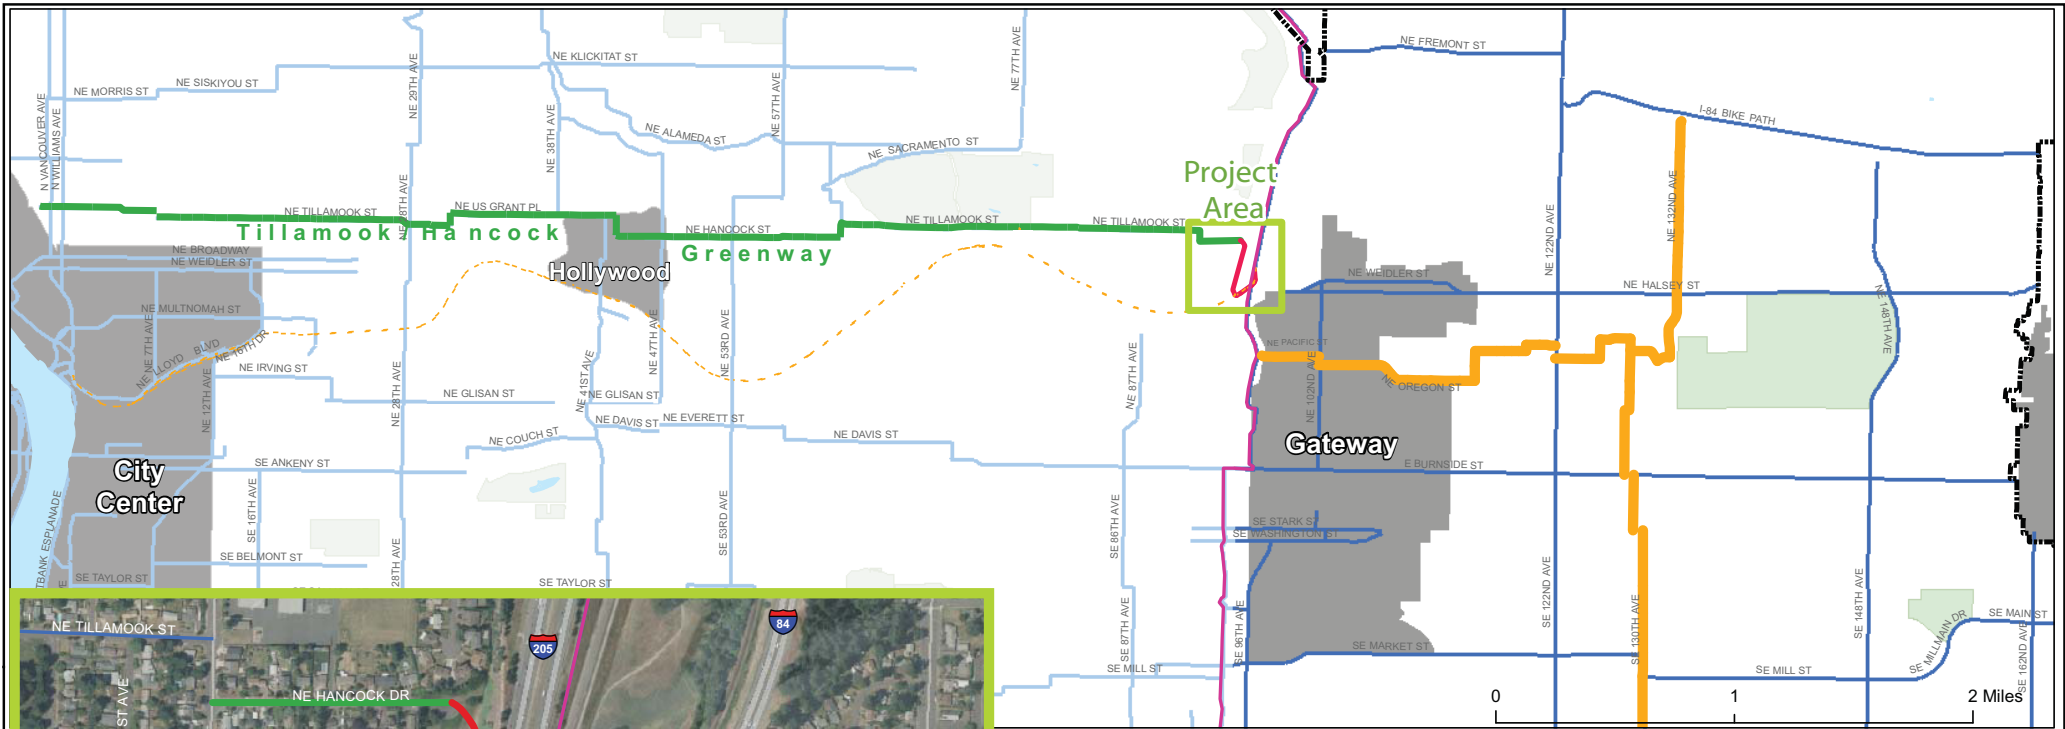 NE FREMONT ST
NE KLICKITAT ST
NE SISKIYOU ST
NE MORRIS ST
N VANCOUVER AVE
N WILLIAMS AVE
NE 29TH AVE
NE 38TH AVE
NE 57TH AVE
NE 77TH AVE
I-84 BIKE PATH
NE ALAMEDA ST
NE SACRAMENTO ST
Project
Area
NE 132ND AVE
NE 122ND AVE
NE 28TH AVE
NE TILLAMOOK ST
NE US GRANT PL
NE HANCOCK ST
NE TILLAMOOK ST
NE TILLAMOOK ST
Tillamook Hancock
Greenway
NE BROADWAY
NE WEIDLER ST
Hollywood
NE WEIDLER ST
NE HALSEY ST
NE 148TH AVE
NE MULTNOMAH ST
NE 7TH AVE
NE LLOYD BLVD
NE 16TH DR
NE 12TH AVE
NE IRVING ST
NE 28TH AVE
NE GLISAN ST
NE 41ST AVE
NE GLISAN ST
NE 47TH AVE
NE 53RD AVE
NE 87TH AVE
NE PACIFIC ST
NE 102ND AVE
NE OREGON ST
NE COUCH ST
NE DAVIS ST
NE EVERETT ST
NE DAVIS ST
Gateway
E BURNSIDE ST
City
Center
SE ANKENY ST
SE 16TH AVE
SE 53RD AVE
SE 86TH AVE
SE STARK ST
SE WASHINGTON ST
TBANK ESPLANADE
SE BELMONT ST
SE TAYLOR ST
28TH AVE
SE TAYLOR ST
SE 87TH AVE
SE 96TH AVE
SE 122ND AVE
SE 130TH AVE
SE 148TH AVE
SE 162ND AVE
SE MAIN ST
SE MILLMAIN DR
SE MARKET ST
SE MILL ST
SE MILL ST
0 1 2 Miles
NE TILLAMOOK ST
205
84
NE HANCOCK DR
ST AVE